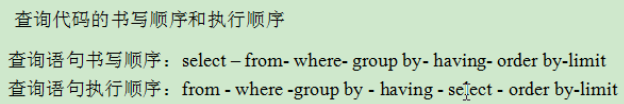 查询代码的书写顺序和执行顺序
查询语句书写顺序：select – from- where- group by- having- order by-limit
查询语句执行顺序：from - where -group by - having - select - order by-limit